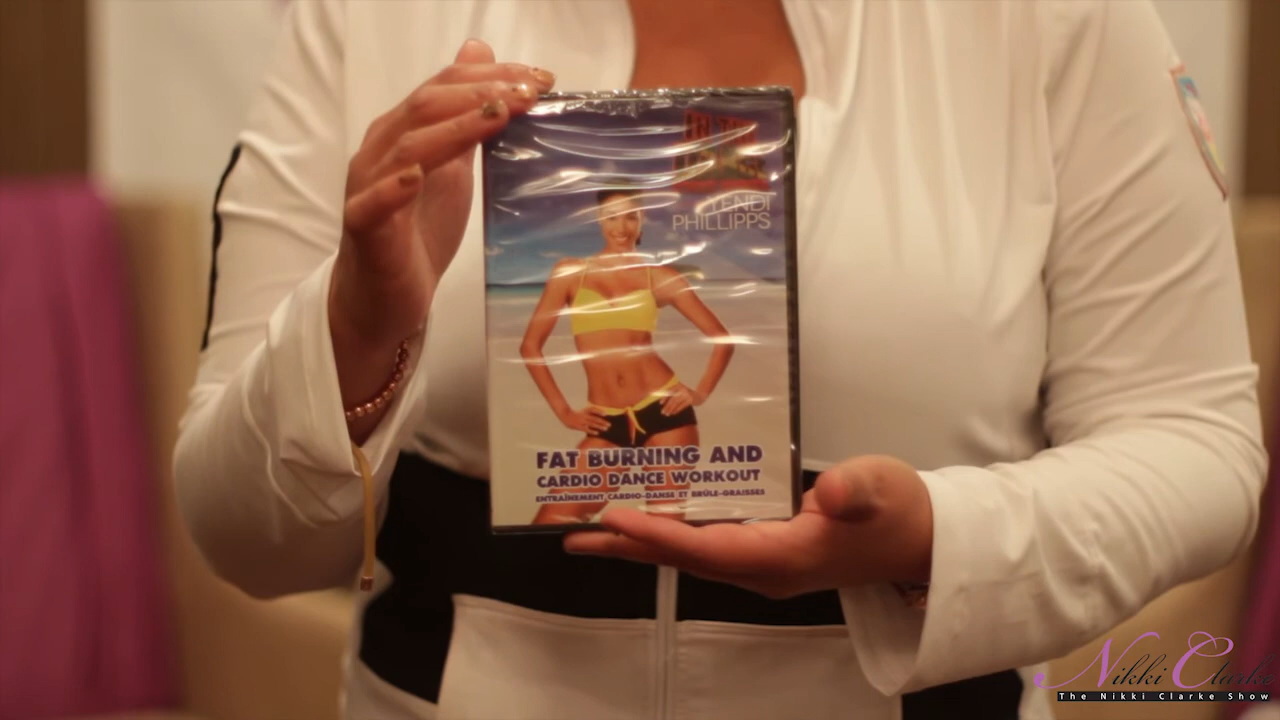 YENDI
PHILLIPPS
FAT BURNING AND
CARDIO DANCE WORKOUT
ENTRAÎNEMENT CARDIO-DANSE ET BRÛLE-GRAISSES
Nikki Clarke
The Nikki Clarke Show